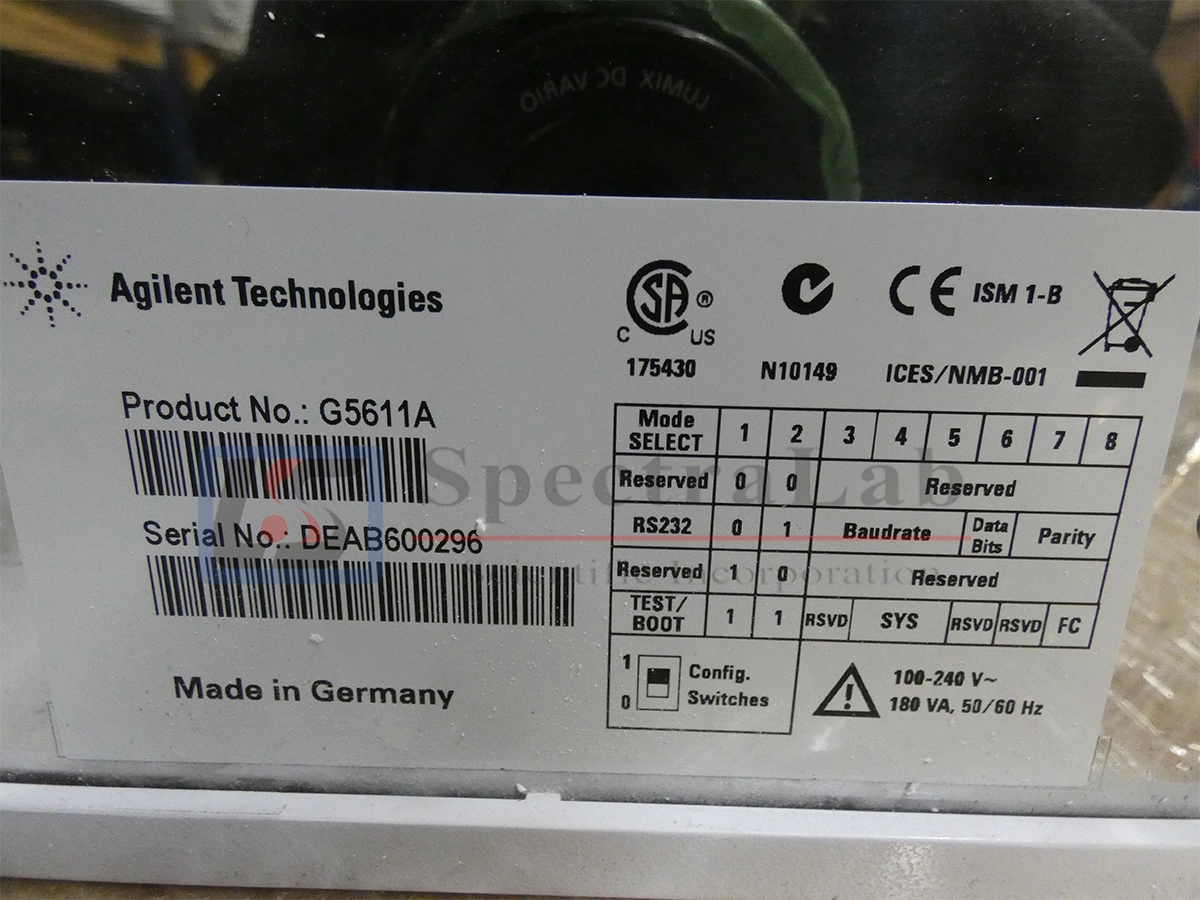 LUMIX DC VARIO
Agilent Technologies
Product No.: G5611A
Serial No.: DEAB600296
Made in Germany
C SA ® US
175430
N10149
CE ISM 1-B
ICES/NMB-001
Mode SELECT 1 2 3 4 5 6 7 8
Reserved 0 0 Reserved
RS232 0 1 Baudrate Data Bits Parity
Reserved 1 0 Reserved
TEST/BOOT 1 1 RSVD SYS RSVD RSVD FC
1
0
Config.
Switches
100-240 V~
180 VA, 50/60 Hz
SpectraLab
Scientific Incorporation